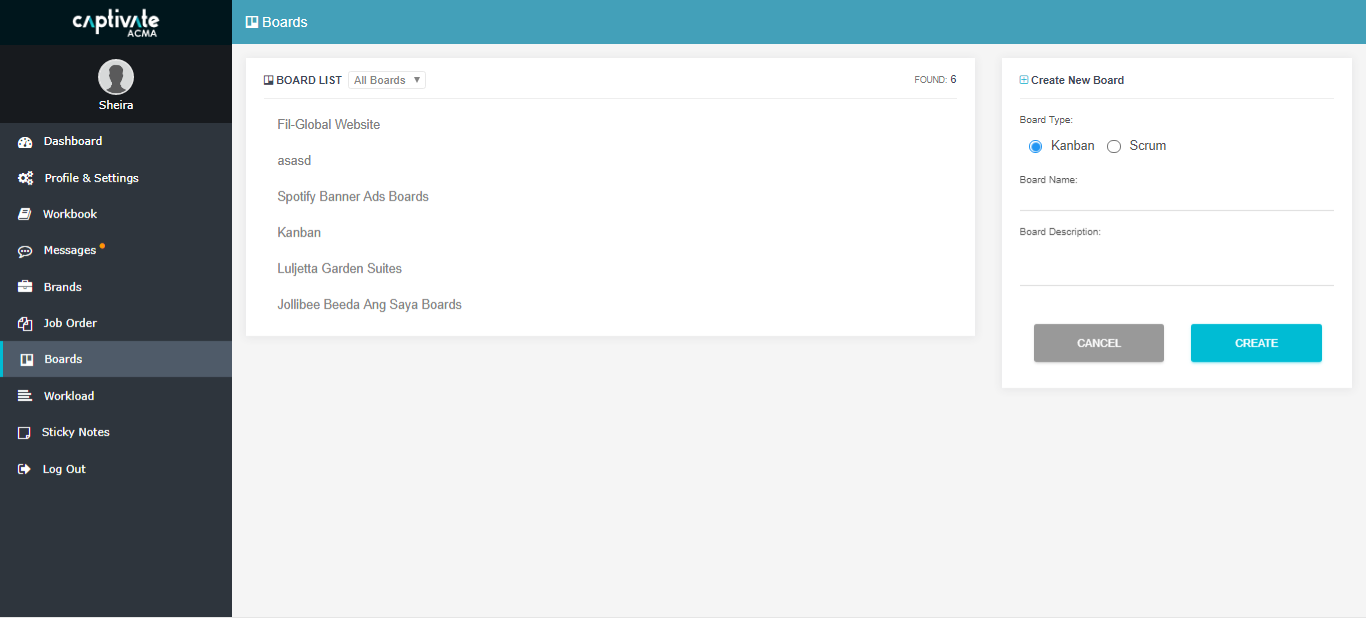 captivate
ACMA
Sheira
Dashboard
Profile & Settings
Workbook
Messages
Brands
Job Order
Boards
Workload
Sticky Notes
Log Out
Boards
BOARD LIST All Boards ▼ FOUND: 6
Fil-Global Website
asasd
Spotify Banner Ads Boards
Kanban
Luljetta Garden Suites
Jollibee Beeda Ang Saya Boards
Create New Board
Board Type:
Kanban Scrum
Board Name:
Board Description:
CANCEL CREATE